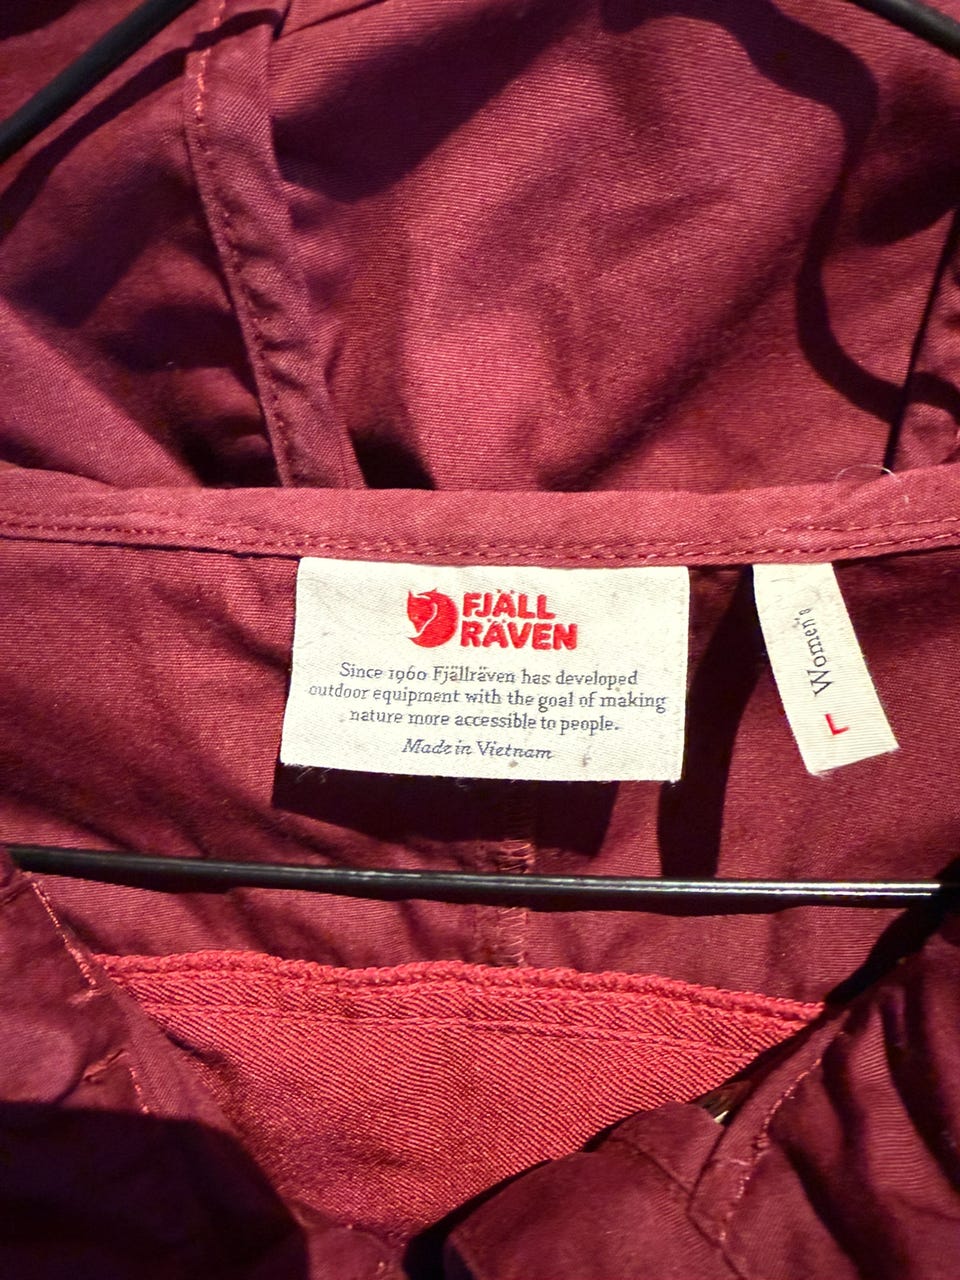 FJÄLL
RÄVEN
Since 1960 Fjällräven has developed
outdoor equipment with the goal of making
nature more accessible to people.
Made in Vietnam
Women's
L